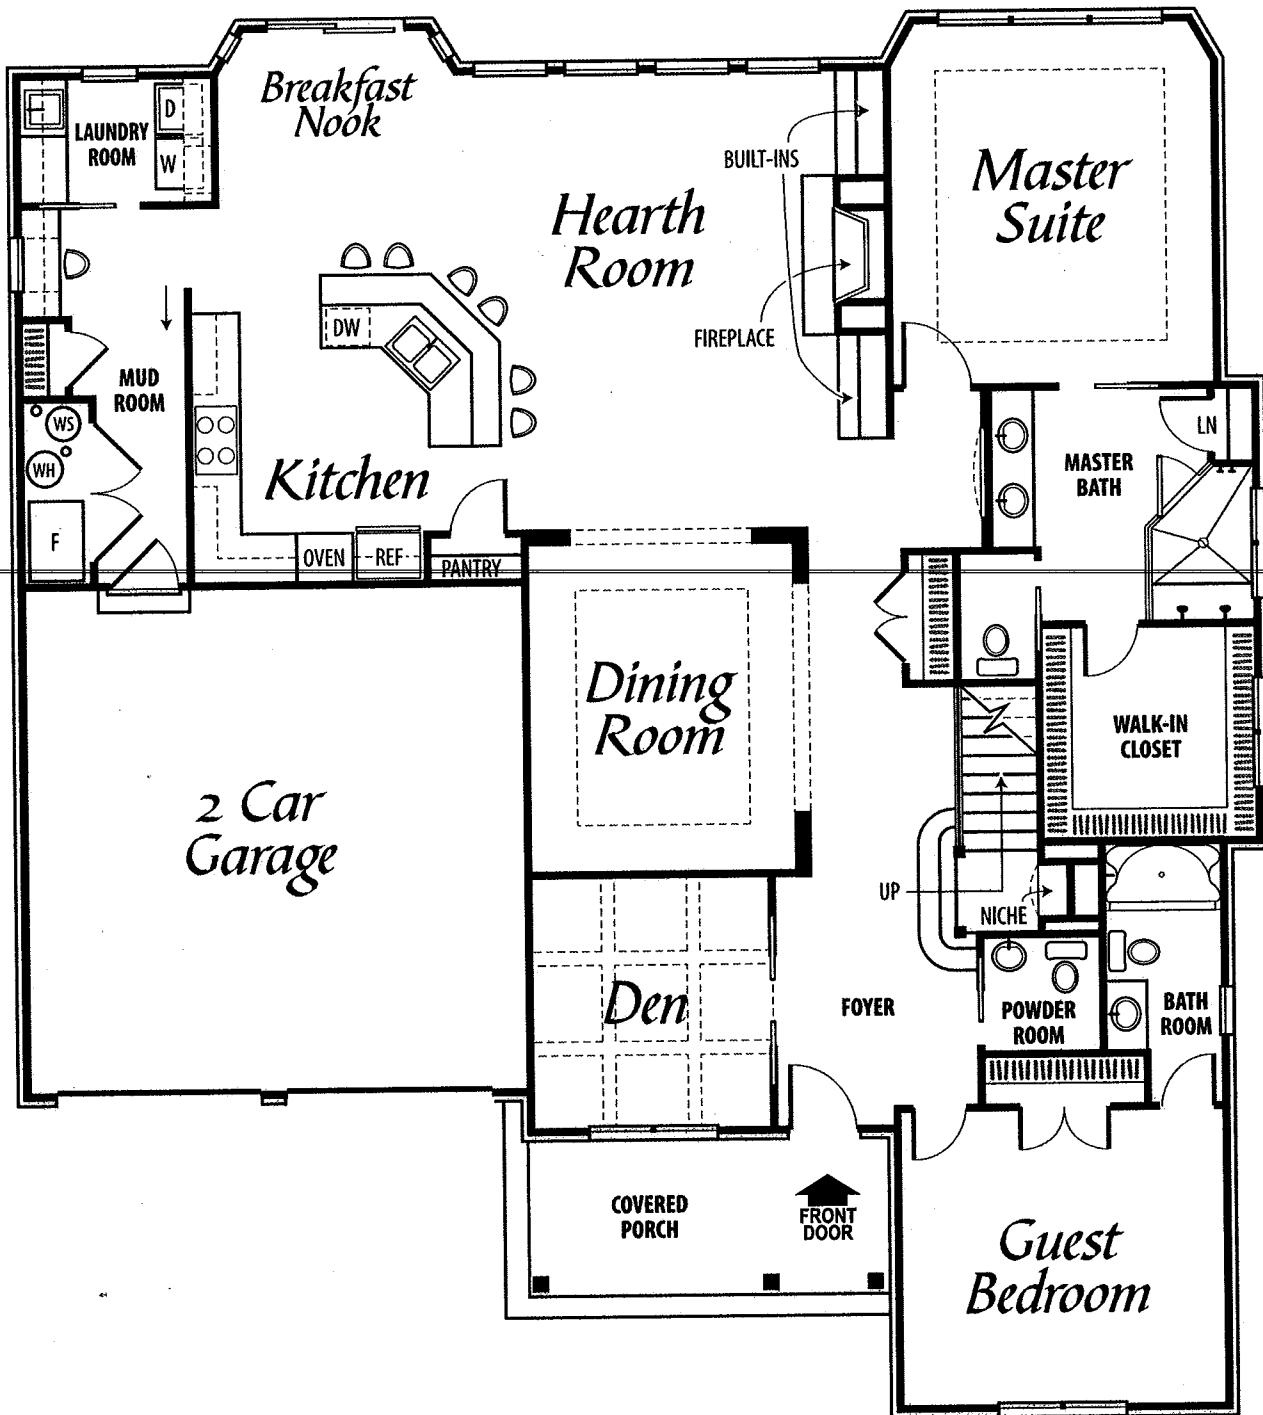 Breakfast
Nook
D
LAUNDRY
ROOM
W
BUILT-INS
Master
Suite
Hearth
Room
DW
FIREPLACE
MUD
ROOM
WS
LN
MASTER
BATH
WH
Kitchen
F
OVEN
REF
PANTRY
Dining
Room
WALK-IN
CLOSET
2 Car
Garage
UP
NICHE
Den
FOYER
POWDER
ROOM
BATH
ROOM
COVERED
PORCH
FRONT
DOOR
Guest
Bedroom